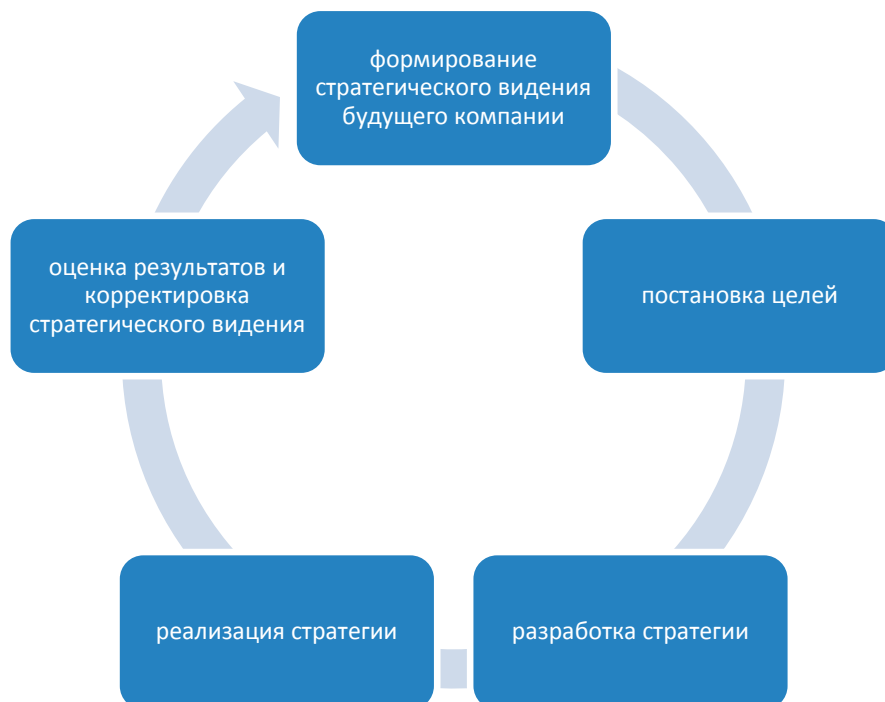 формирование
стратегического видения
будущего компании
постановка целей
разработка стратегии
реализация стратегии
оценка результатов и
корректировка
стратегического видения